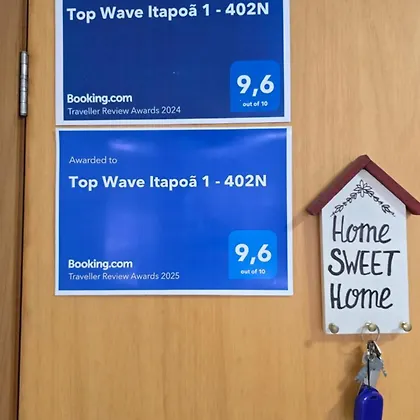 Top Wave Itapoã 1 - 402N
9,6
out of 10
Booking.com
Traveller Review Awards 2024
Awarded to
Top Wave Itapoã 1 - 402N
9,6
out of 10
Booking.com
Traveller Review Awards 2025
Home
SWEET
Home